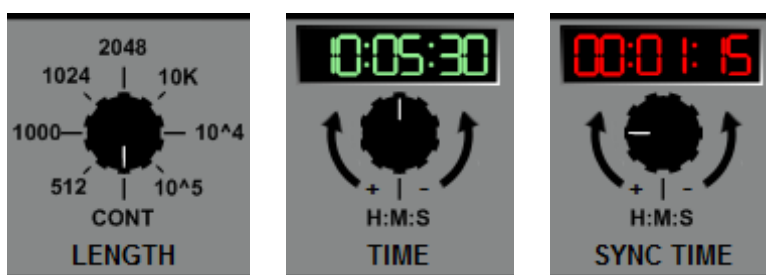 2048
1024 10K
1000 10^4
512 10^5
CONT
LENGTH
10:05:30
+ -
H:M:S
TIME
00:01:15
+ -
H:M:S
SYNC TIME